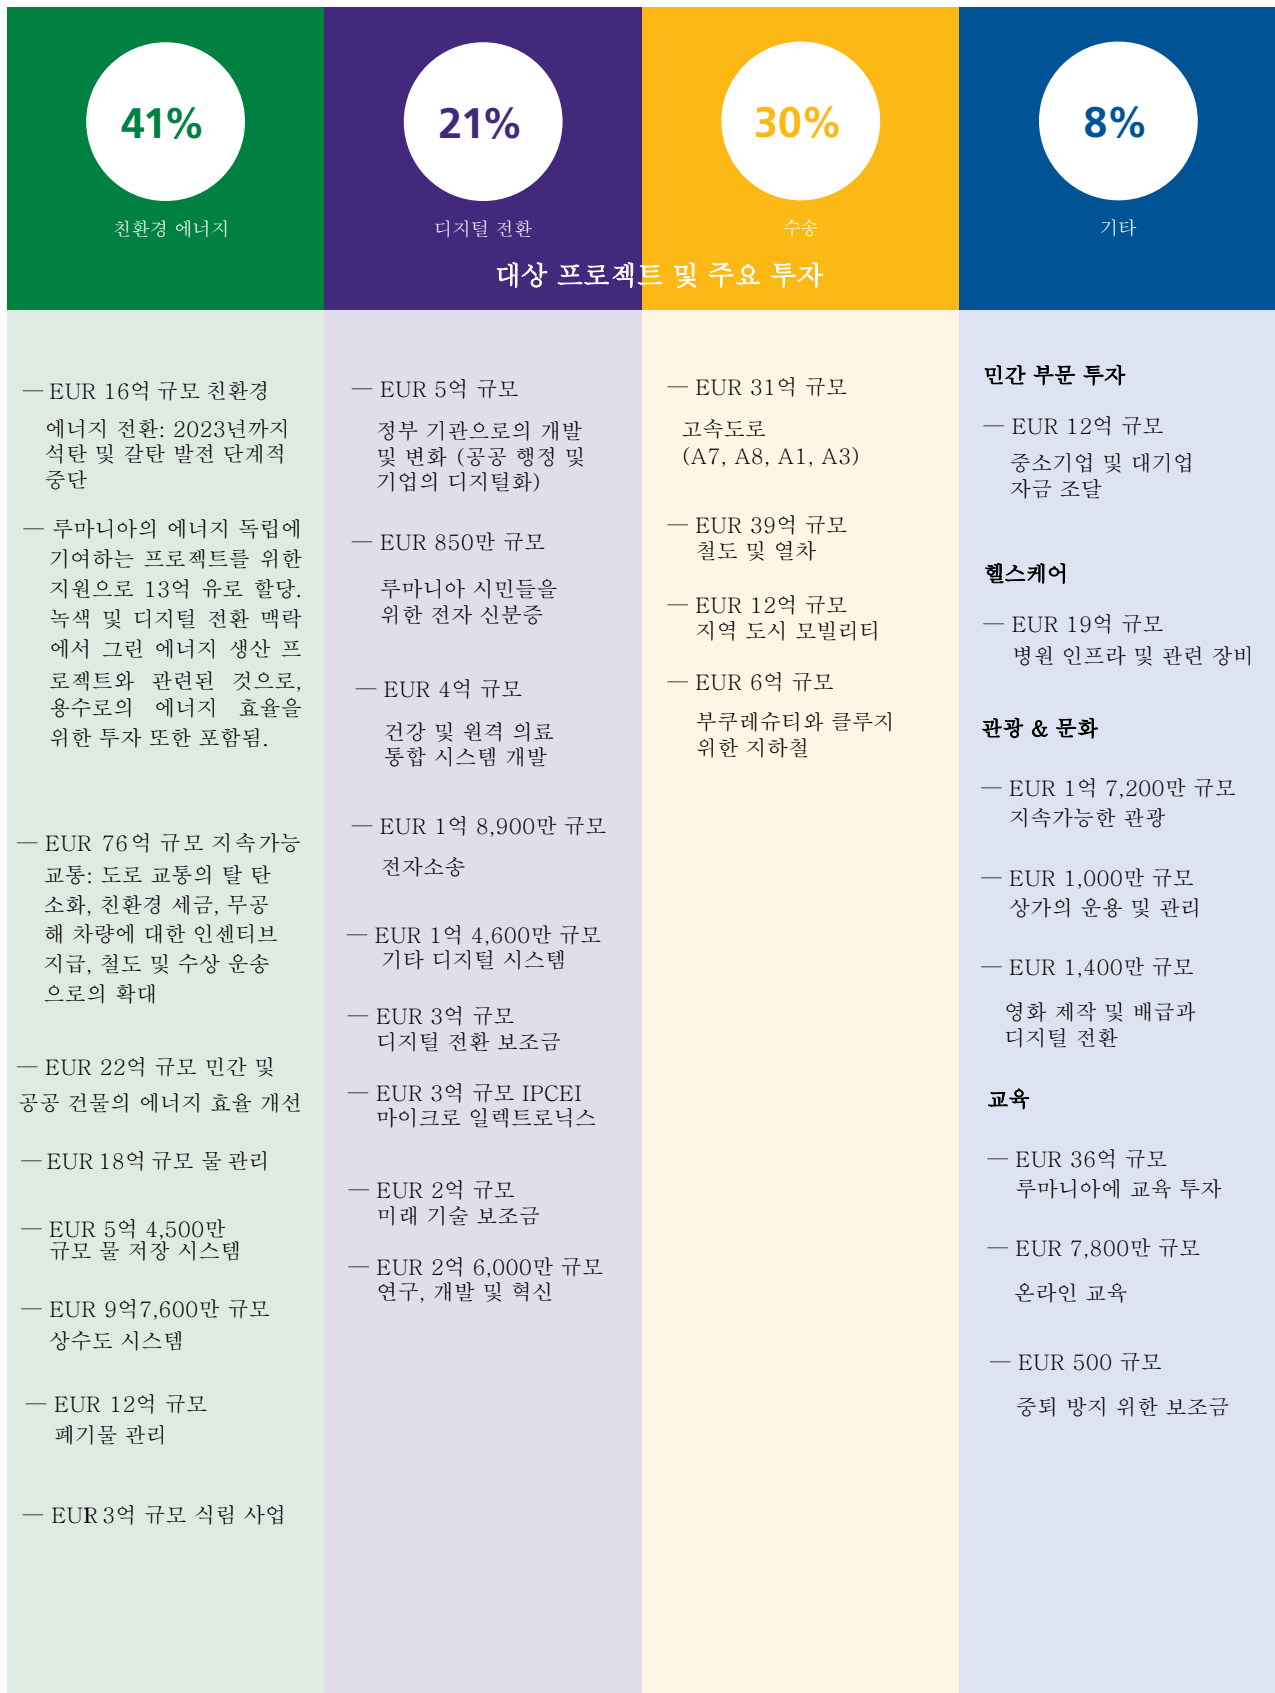 41%
친환경 에너지
21%
디지털 전환
30%
수송
8%
기타
대상 프로젝트 및 주요 투자
— EUR 16억 규모 친환경
에너지 전환: 2023년까지
석탄 및 갈탄 발전 단계적
중단
— 루마니아의 에너지 독립에
기여하는 프로젝트를 위한
지원으로 13억 유로 할당.
녹색 및 디지털 전환 맥락
에서 그린 에너지 생산 프
로젝트와 관련된 것으로,
용수로의 에너지 효율을
위한 투자 또한 포함됨.
— EUR 76억 규모 지속가능
교통: 도로 교통의 탈 탄
소화, 친환경 세금, 무공
해 차량에 대한 인센티브
지급, 철도 및 수상 운송
으로의 확대
— EUR 22억 규모 민간 및
공공 건물의 에너지 효율 개선
— EUR 18억 규모 물 관리
— EUR 5억 4,500만
규모 물 저장 시스템
— EUR 9억7,600만 규모
상수도 시스템
— EUR 12억 규모
폐기물 관리
— EUR 3억 규모 식림 사업
— EUR 5억 규모
정부 기관으로의 개발
및 변화 (공공 행정 및
기업의 디지털화)
— EUR 850만 규모
루마니아 시민들을
위한 전자 신분증
— EUR 4억 규모
건강 및 원격 의료
통합 시스템 개발
— EUR 1억 8,900만 규모
전자소송
— EUR 1억 4,600만 규모
기타 디지털 시스템
— EUR 3억 규모
디지털 전환 보조금
— EUR 3억 규모 IPCEI
마이크로 일렉트로닉스
— EUR 2억 규모
미래 기술 보조금
— EUR 2억 6,000만 규모
연구, 개발 및 혁신
— EUR 31억 규모
고속도로
(A7, A8, A1, A3)
— EUR 39억 규모
철도 및 열차
— EUR 12억 규모
지역 도시 모빌리티
— EUR 6억 규모
부쿠레슈티와 클루지
위한 지하철
민간 부문 투자
— EUR 12억 규모
중소기업 및 대기업
자금 조달
헬스케어
— EUR 19억 규모
병원 인프라 및 관련 장비
관광 & 문화
— EUR 1억 7,200만 규모
지속가능한 관광
— EUR 1,000만 규모
상가의 운용 및 관리
— EUR 1,400만 규모
영화 제작 및 배급과
디지털 전환
교육
— EUR 36억 규모
루마니아에 교육 투자
— EUR 7,800만 규모
온라인 교육
— EUR 500 규모
중퇴 방지 위한 보조금